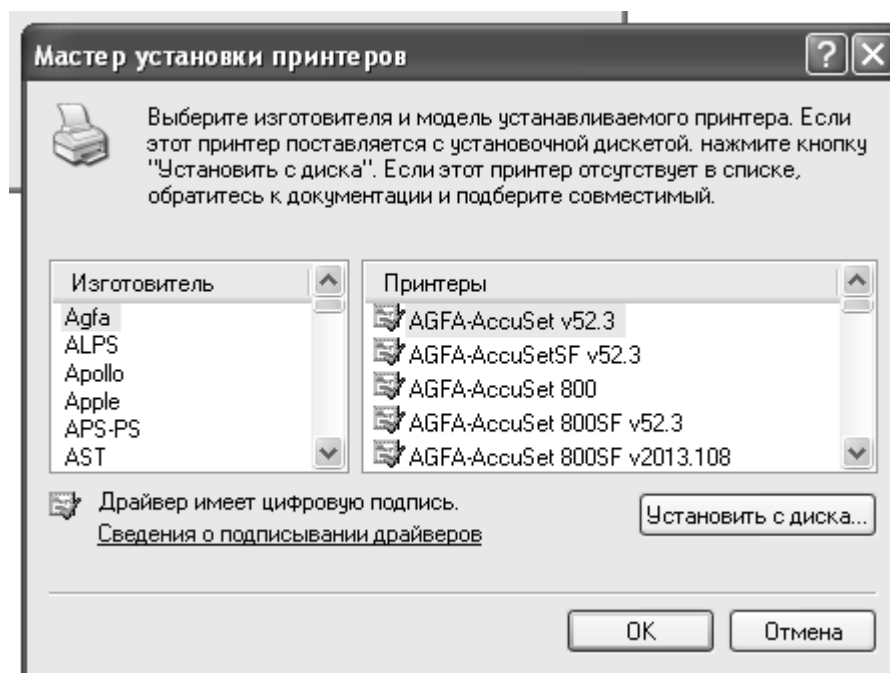 Мастер установки принтеров
Выберите изготовителя и модель устанавливаемого принтера. Если
этот принтер поставляется с установочной дискетой. нажмите кнопку
"Установить с диска". Если этот принтер отсутствует в списке,
обратитесь к документации и подберите совместимый.
Изготовитель
Agfa
ALPS
Apollo
Apple
APS-PS
AST
Принтеры
AGFA-AccuSet v52.3
AGFA-AccuSetSF v52.3
AGFA-AccuSet 800
AGFA-AccuSet 800SF v52.3
AGFA-AccuSet 800SF v2013.108
Драйвер имеет цифровую подпись.
Сведения о подписывании драйверов
Установить с диска...
OK
Отмена